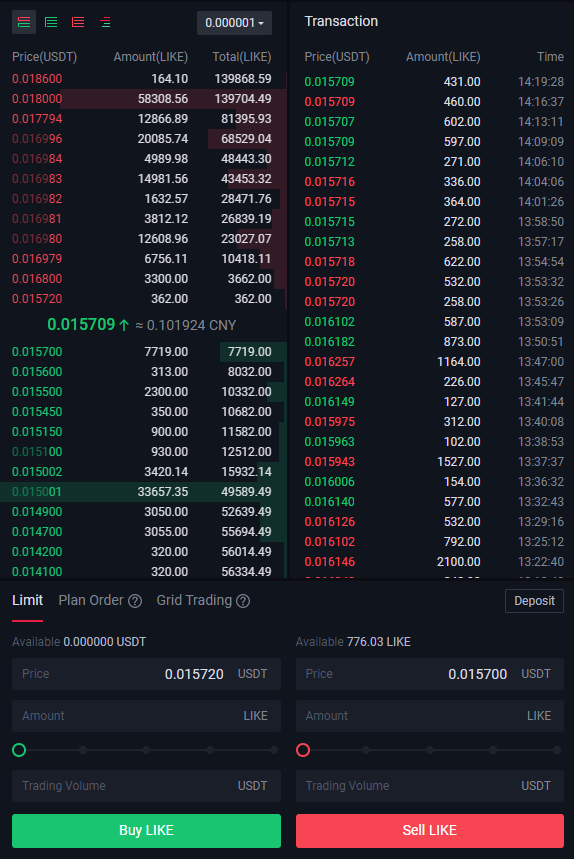 0.000001
Price(USDT) Amount(LIKE) Total(LIKE)
0.018600 164.10 139868.59
0.018000 58308.56 139704.49
0.017794 12866.89 81395.93
0.016996 20085.74 68529.04
0.016984 4989.98 48443.30
0.016983 14981.56 43453.32
0.016982 1632.57 28471.76
0.016981 3812.12 26839.19
0.016980 12608.96 23027.07
0.016979 6756.11 10418.11
0.016800 3300.00 3662.00
0.015720 362.00 362.00
0.015709 ↑ ≈ 0.101924 CNY
0.015700 7719.00 7719.00
0.015600 313.00 8032.00
0.015500 2300.00 10332.00
0.015450 350.00 10682.00
0.015150 900.00 11582.00
0.015100 930.00 12512.00
0.015002 3420.14 15932.14
0.015001 33657.35 49589.49
0.014900 3050.00 52639.49
0.014700 3055.00 55694.49
0.014200 320.00 56014.49
0.014100 320.00 56334.49
Transaction
Price(USDT) Amount(LIKE) Time
0.015709 431.00 14:19:28
0.015709 460.00 14:16:37
0.015707 602.00 14:13:11
0.015709 597.00 14:09:09
0.015712 271.00 14:06:10
0.015716 336.00 14:04:06
0.015715 364.00 14:01:26
0.015715 272.00 13:58:50
0.015713 258.00 13:57:17
0.015718 622.00 13:54:54
0.015720 532.00 13:53:32
0.015720 258.00 13:53:26
0.016102 587.00 13:53:09
0.016182 873.00 13:50:51
0.016257 1164.00 13:47:00
0.016264 226.00 13:45:47
0.016149 127.00 13:41:44
0.015975 312.00 13:40:08
0.015963 102.00 13:38:53
0.015943 1527.00 13:37:37
0.016006 154.00 13:36:32
0.016140 577.00 13:32:43
0.016126 532.00 13:29:16
0.016102 792.00 13:25:12
0.016146 2100.00 13:22:40
Limit Plan Order ? Grid Trading ? Deposit
Available 0.000000 USDT
Price 0.015720 USDT
Amount LIKE
Trading Volume USDT
Buy LIKE
Available 776.03 LIKE
Price 0.015700 USDT
Amount LIKE
Trading Volume USDT
Sell LIKE